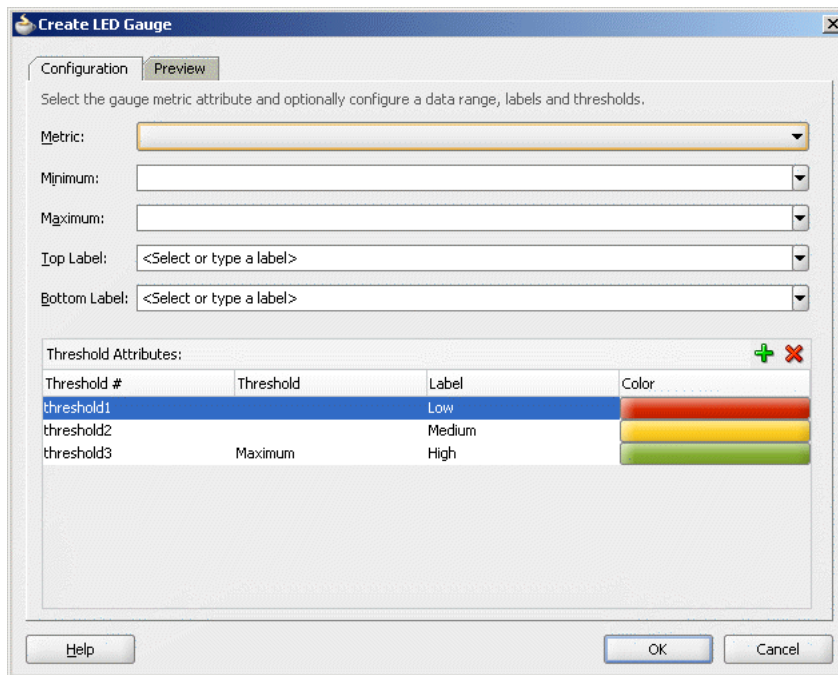 Create LED Gauge
Configuration Preview
Select the gauge metric attribute and optionally configure a data range, labels and thresholds.
Metric:
Minimum:
Maximum:
Top Label: <Select or type a label>
Bottom Label: <Select or type a label>
Threshold Attributes:
Threshold # Threshold Label Color
threshold1 Low
threshold2 Medium
threshold3 Maximum High
Help OK Cancel